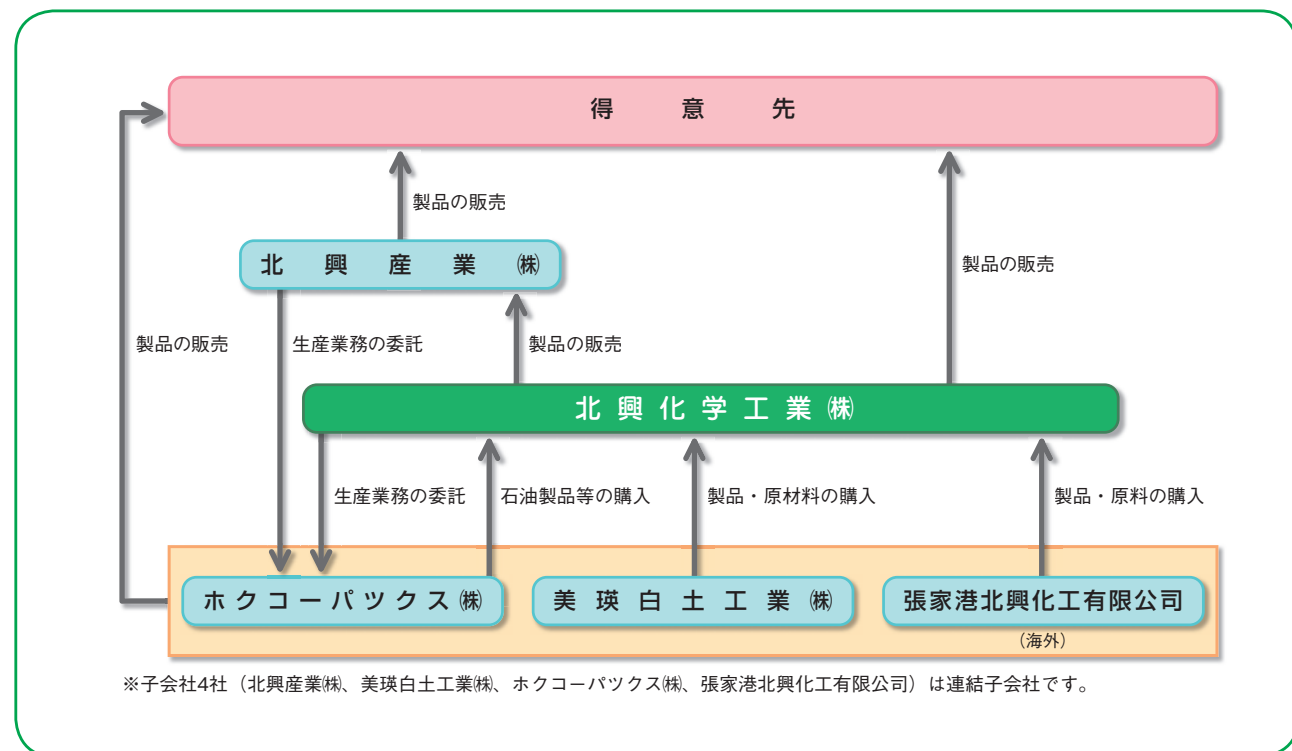 得意先
製品の販売
北興産業㈱
製品の販売
製品の販売
生産業務の委託
製品の販売
北興化学工業㈱
生産業務の委託
石油製品等の購入
製品・原材料の購入
製品・原料の購入
ホクコーパツクス㈱
美瑛白土工業㈱
張家港北興化工有限公司
（海外）
※子会社4社（北興産業㈱、美瑛白土工業㈱、ホクコーパツクス㈱、張家港北興化工有限公司）は連結子会社です。